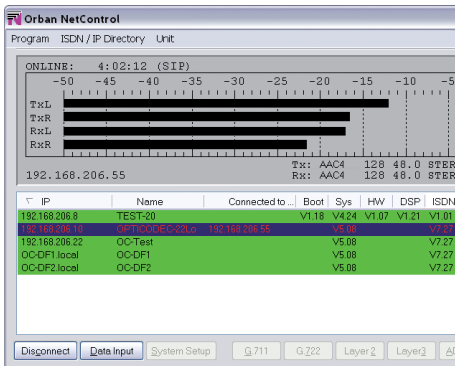 Orban NetControl
Program ISDN / IP Directory Unit
ONLINE: 4:02:12 (SIP)
-50 -45 -40 -35 -30 -25 -20 -15 -10 -5
TxL
TxR
RxL
RxR
Tx: AAC4 128 48.0 STER
192.168.206.55 Rx: AAC4 128 48.0 STER
IP Name Connected to ... Boot Sys HW DSP ISDN
192.168.206.8 TEST-20 V1.18 V4.24 V1.07 V1.21 V1.01
192.168.206.10 OPTICODEC-22Lo 192.168.206.55 V5.08 V7.27
192.168.206.22 OC-Test V5.08 V7.27
OC-DF1.local OC-DF1 V5.08 V7.27
OC-DF2.local OC-DF2 V5.08 V7.27
Disconnect Data Input System Setup G.711 G.722 Layer 2 Layer3 A